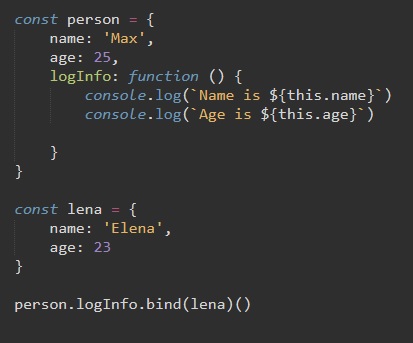 const person = {
    name: 'Max',
    age: 25,
    logInfo: function () {
        console.log(`Name is ${this.name}`)
        console.log(`Age is ${this.age}`)

    }
}

const lena = {
    name: 'Elena',
    age: 23
}

person.logInfo.bind(lena)()